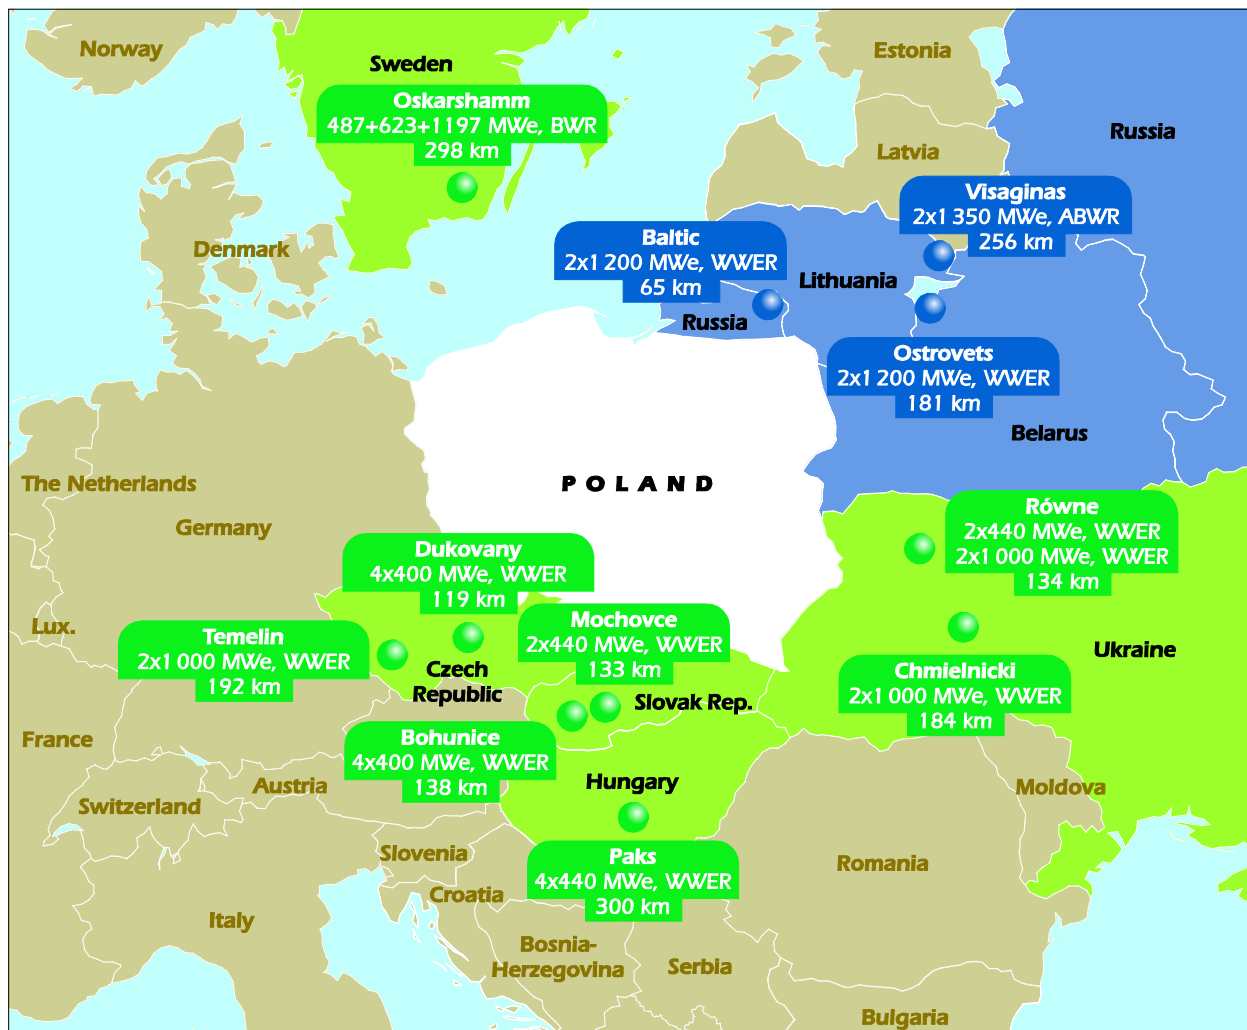 Norway
Sweden
Estonia
Russia
Oskarshamm
487+623+1197 MWe, BWR
298 km
Latvia
Visaginas
2x1 350 MWe, ABWR
256 km
Denmark
Baltic
2x1 200 MWe, WWER
65 km
Lithuania
Russia
Ostrovets
2x1 200 MWe, WWER
181 km
Belarus
POLAND
The Netherlands
Germany
Równe
2x440 MWe, WWER
2x1 000 MWe, WWER
134 km
Dukovany
4x400 MWe, WWER
119 km
Lux.
Temelin
2x1 000 MWe, WWER
192 km
Mochovce
2x440 MWe, WWER
133 km
Czech
Republic
Slovak Rep.
Ukraine
Chmielnicki
2x1 000 MWe, WWER
184 km
France
Bohunice
4x400 MWe, WWER
138 km
Hungary
Austria
Switzerland
Moldova
Slovenia
Paks
4x440 MWe, WWER
300 km
Romania
Croatia
Italy
Bosnia-
Herzegovina
Serbia
Bulgaria